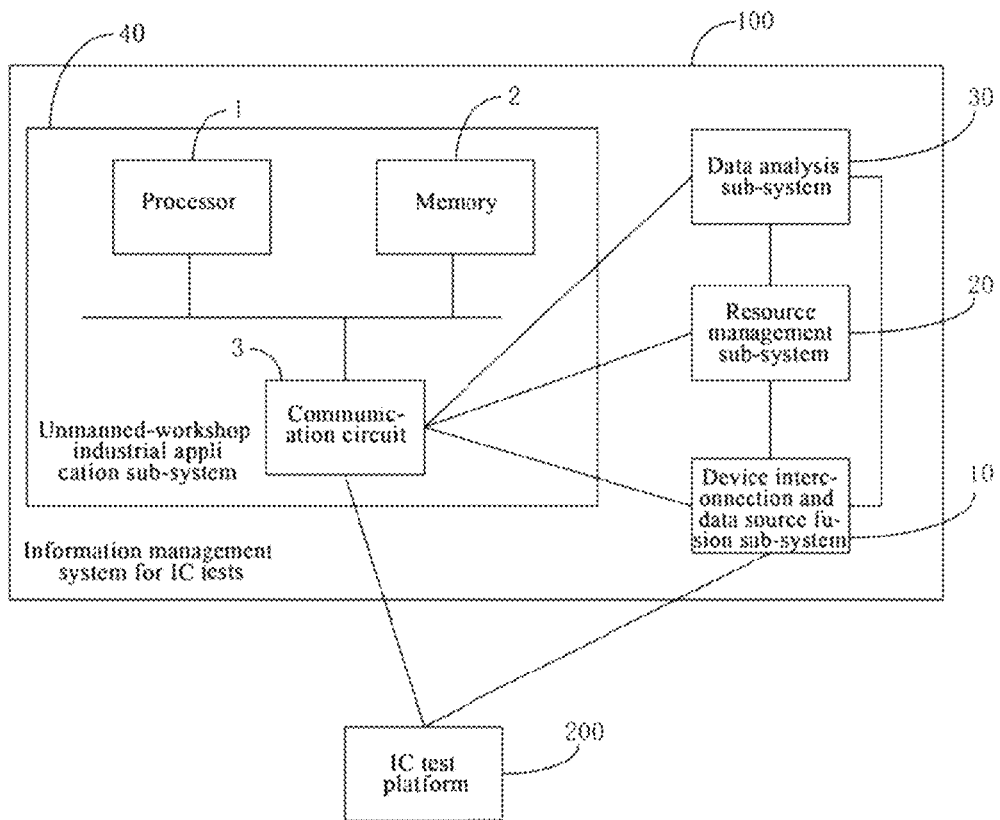 40
100
1
2
30
Processor
Memory
Data analysis
sub-system
20
Resource
management
sub-system
3
Communic-
ation circuit
Unmanned-workshop
industrial appli
cation sub-system
Device interc-
onnection and
data source fu-
sion sub-system
10
Information management
system for IC tests
200
IC test
platform